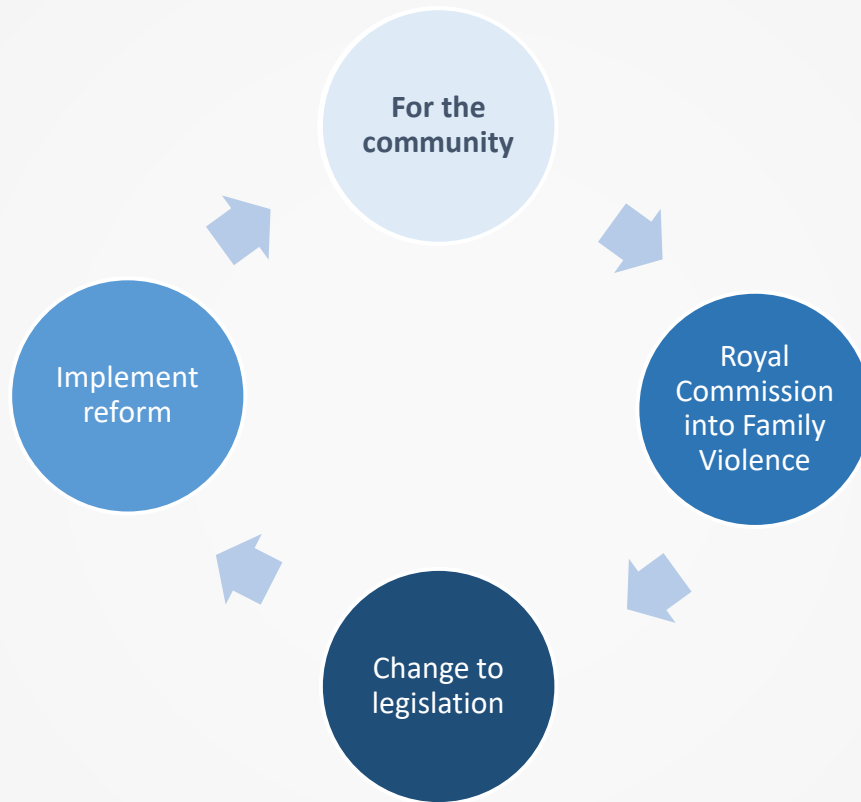 For the
community
Royal
Commission
into Family
Violence
Change to
legislation
Implement
reform